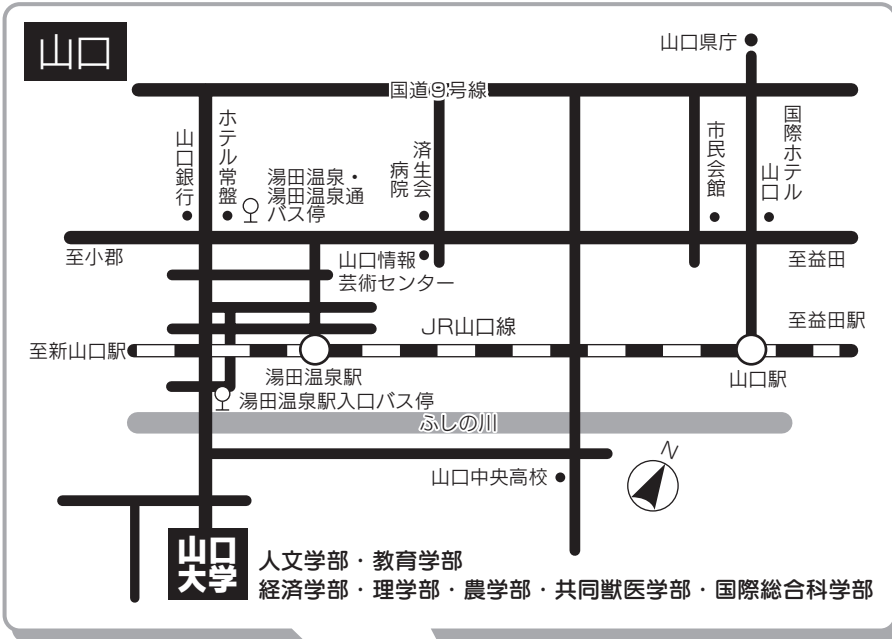 山口
山口県庁
国道9号線
山口銀行
ホテル常盤
湯田温泉・
湯田温泉通
バス停
済生会
病院
市民会館
国際ホテル
山口
至小郡
山口情報
芸術センター
至益田
JR山口線
至益田駅
至新山口駅
湯田温泉駅
山口駅
湯田温泉駅入口バス停
ふしの川
山口中央高校
N
山口
大学
人文学部・教育学部
経済学部・理学部・農学部・共同獣医学部・国際総合科学部